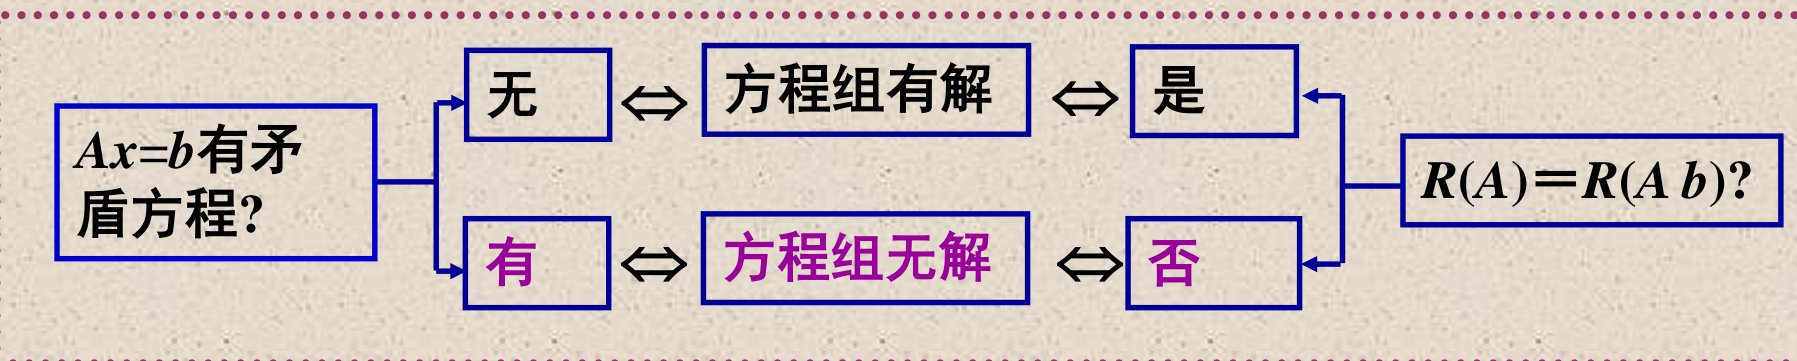 Ax=b有矛
盾方程?
无 ⇔ 方程组有解 ⇔ 是
有 ⇔ 方程组无解 ⇔ 否
R(A)=R(A b)?